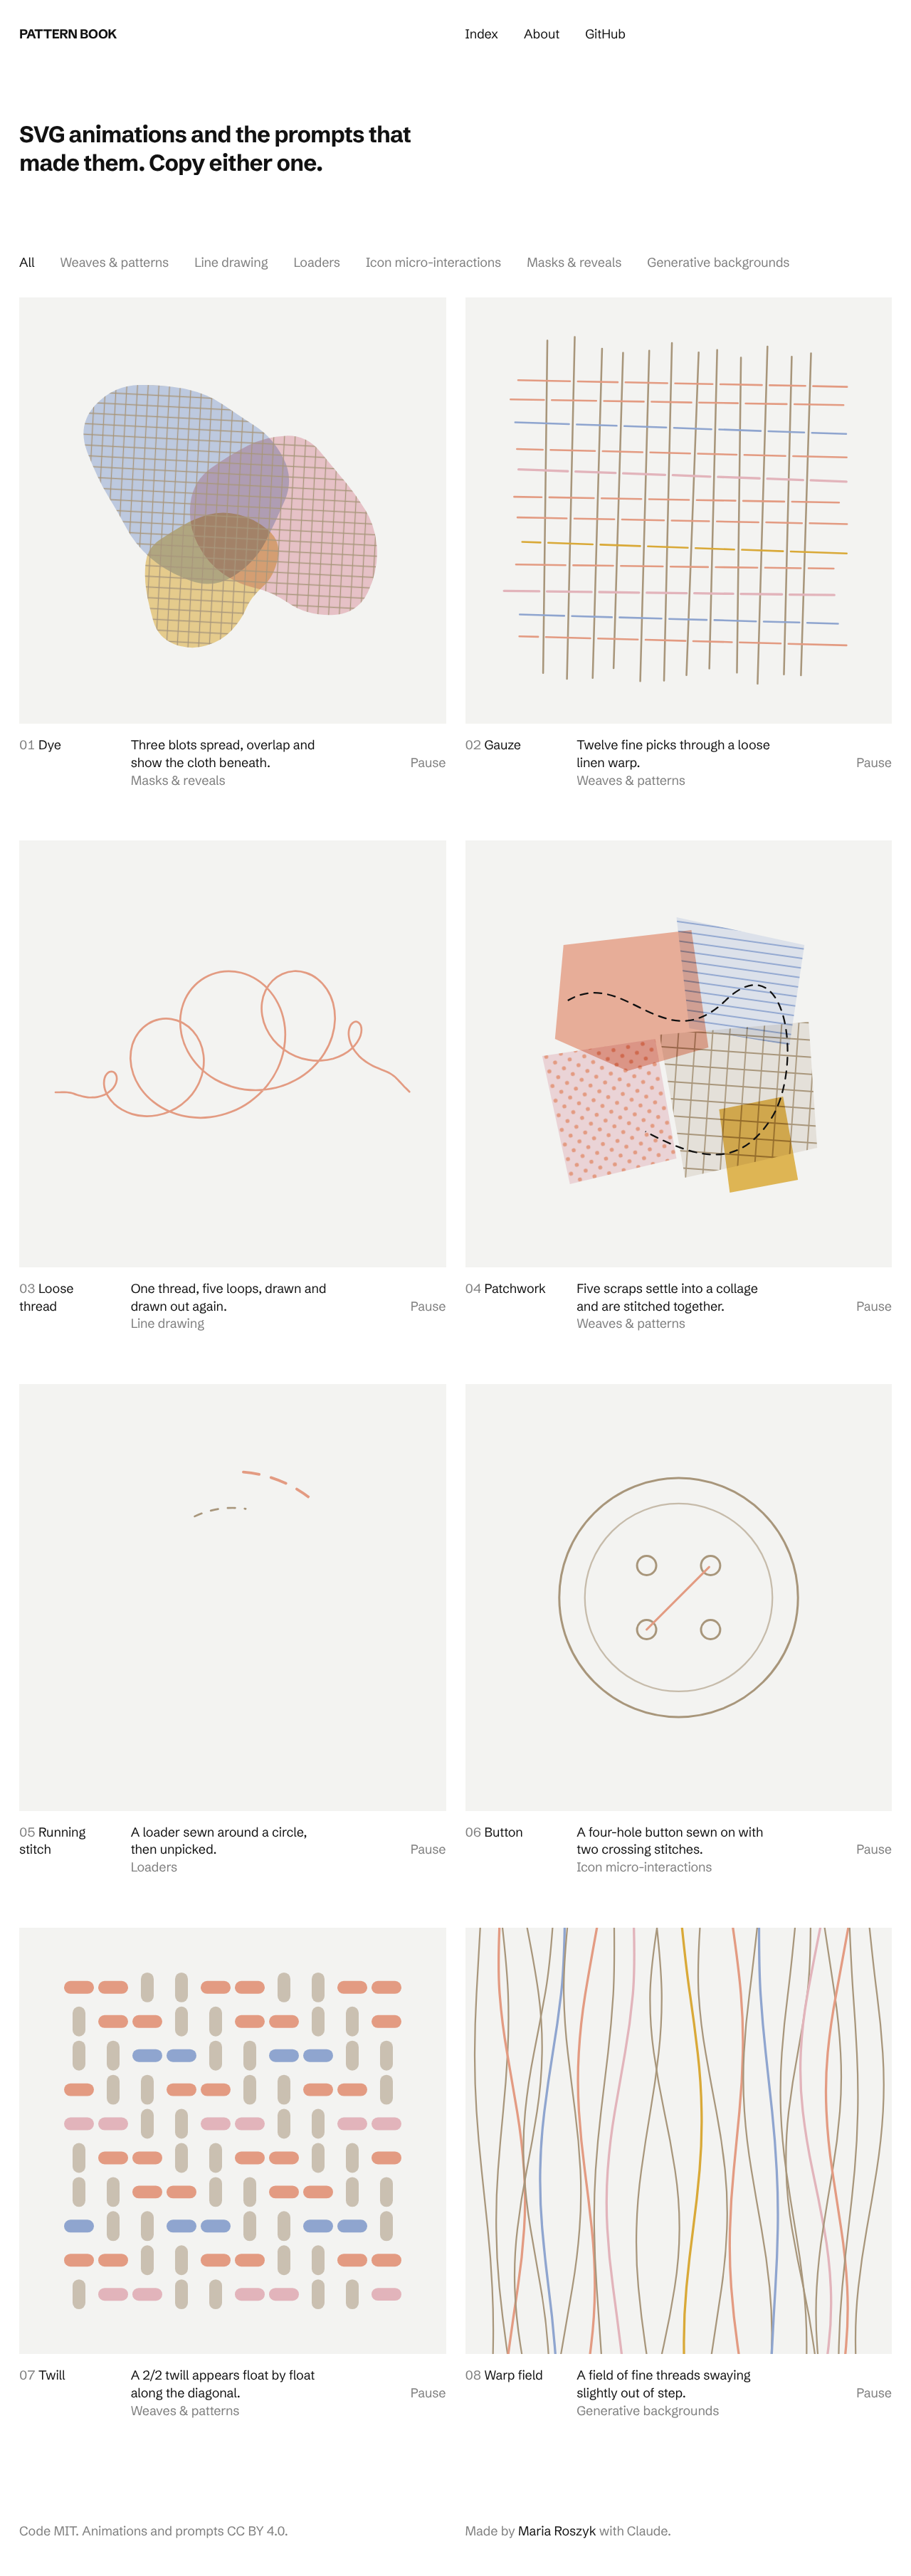 PATTERN BOOK
Index About GitHub
SVG animations and the prompts that
made them. Copy either one.
All Weaves & patterns Line drawing Loaders Icon micro-interactions Masks & reveals Generative backgrounds
01 Dye
Three blots spread, overlap and
show the cloth beneath.
Masks & reveals
Pause
02 Gauze
Twelve fine picks through a loose
linen warp.
Weaves & patterns
Pause
03 Loose
thread
One thread, five loops, drawn and
drawn out again.
Line drawing
Pause
04 Patchwork
Five scraps settle into a collage
and are stitched together.
Weaves & patterns
Pause
05 Running
stitch
A loader sewn around a circle,
then unpicked.
Loaders
Pause
06 Button
A four-hole button sewn on with
two crossing stitches.
Icon micro-interactions
Pause
07 Twill
A 2/2 twill appears float by float
along the diagonal.
Weaves & patterns
Pause
08 Warp field
A field of fine threads swaying
slightly out of step.
Generative backgrounds
Pause
Code MIT. Animations and prompts CC BY 4.0.
Made by Maria Roszyk with Claude.